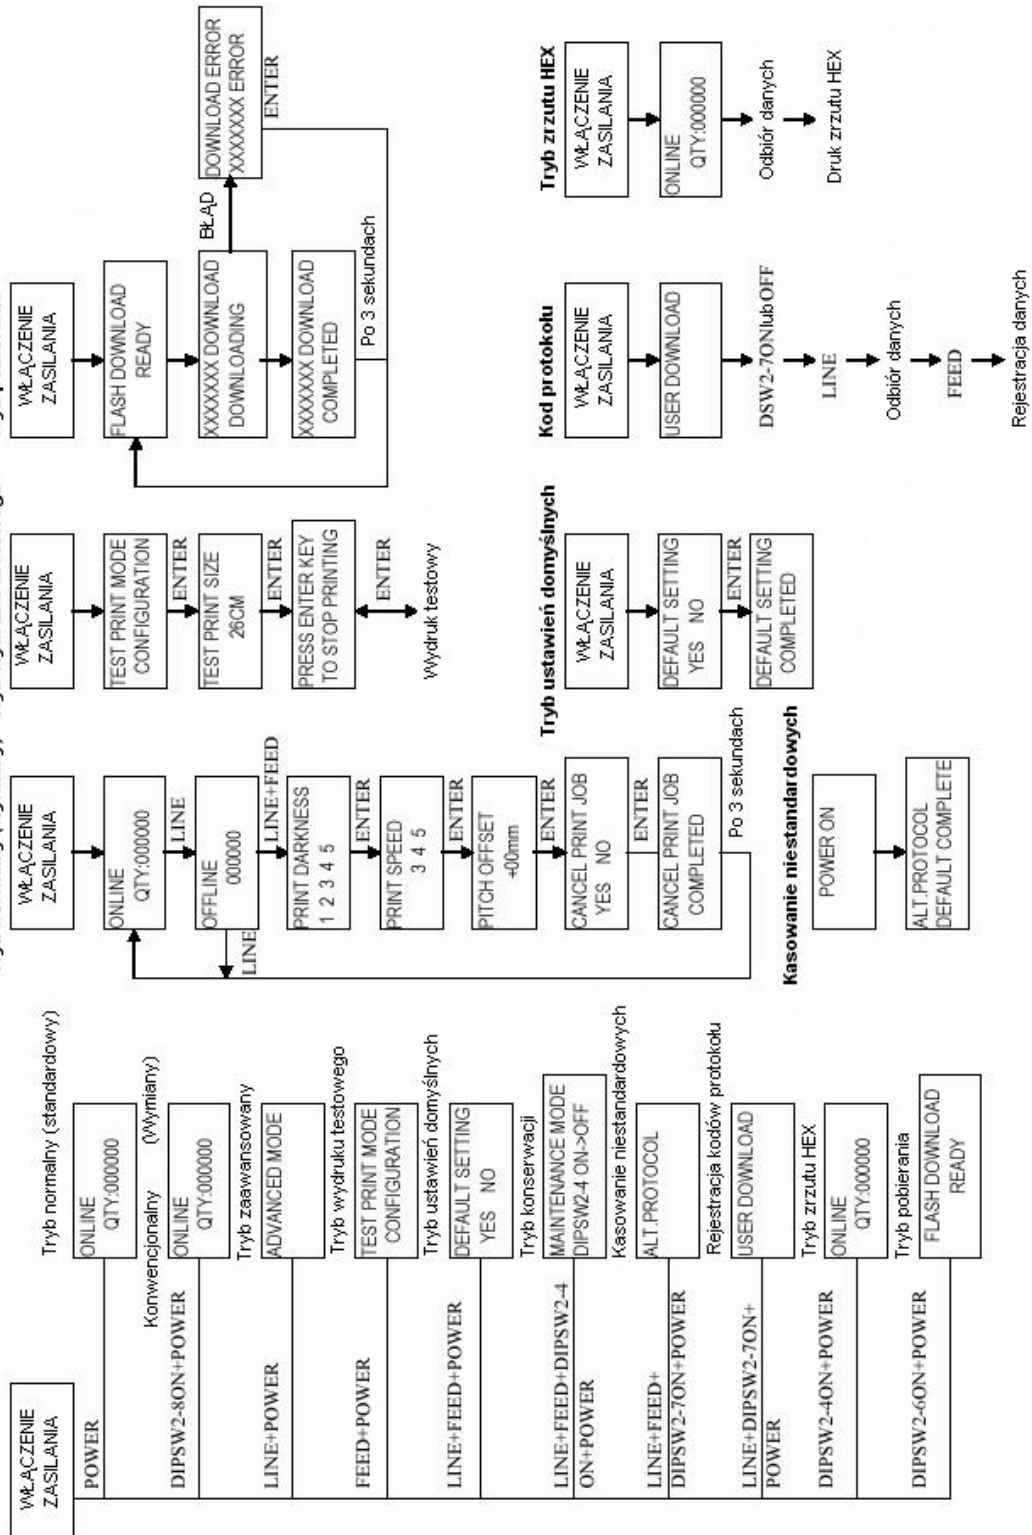 WŁĄCZENIE
ZASILANIA
POWER
Tryb normalny (standardowy)
ONLINE
QTY:000000
DIPSW2-8ON+POWER
Konwencjonalny (Wymiany)
ONLINE
QTY:000000
LINE+POWER
Tryb zaawansowany
ADVANCED MODE
FEED+POWER
Tryb wydruku testowego
TEST PRINT MODE
CONFIGURATION
LINE+FEED+POWER
Tryb ustawień domyślnych
DEFAULT SETTING
YES NO
LINE+FEED+DIPSW2-4
ON+POWER
Tryb konserwacji
MAINTENANCE MODE
DIPSW2-4 ON->OFF
LINE+FEED+
DIPSW2-7ON+POWER
Kasowanie niestandardowych
ALT.PROTOCOL
LINE+DIPSW2-7ON+
POWER
Rejestracja kodów protokołu
USER DOWNLOAD
DIPSW2-4ON+POWER
Tryb zrzutu HEX
ONLINE
QTY:000000
DIPSW2-6ON+POWER
Tryb pobierania
FLASH DOWNLOAD
READY
WŁĄCZENIE
ZASILANIA
ONLINE
QTY:000000
LINE
OFFLINE
000000
LINE
LINE+FEED
PRINT DARKNESS
1 2 3 4 5
ENTER
PRINT SPEED
3 4 5
ENTER
PITCH OFFSET
+00mm
ENTER
CANCEL PRINT JOB
YES NO
ENTER
CANCEL PRINT JOB
COMPLETED
Po 3 sekundach
Kasowanie niestandardowych
POWER ON
ALT.PROTOCOL
DEFAULT COMPLETE
WŁĄCZENIE
ZASILANIA
TEST PRINT MODE
CONFIGURATION
ENTER
TEST PRINT SIZE
26CM
ENTER
PRESS ENTER KEY
TO STOP PRINTING
ENTER
Wydruk testowy
Tryb ustawień domyślnych
WŁĄCZENIE
ZASILANIA
DEFAULT SETTING
YES NO
ENTER
DEFAULT SETTING
COMPLETED
WŁĄCZENIE
ZASILANIA
FLASH DOWNLOAD
READY
XXXXXXX DOWNLOAD
DOWNLOADING
BŁĄD
DOWNLOAD ERROR
XXXXXXX ERROR
ENTER
XXXXXXX DOWNLOAD
COMPLETED
Po 3 sekundach
Kod protokołu
WŁĄCZENIE
ZASILANIA
USER DOWNLOAD
DSW2-7ONlubOFF
LINE
Odbiór danych
FEED
Rejestracja danych
Tryb zrzutu HEX
WŁĄCZENIE
ZASILANIA
ONLINE
QTY:000000
Odbiór danych
Druk zrzutu HEX